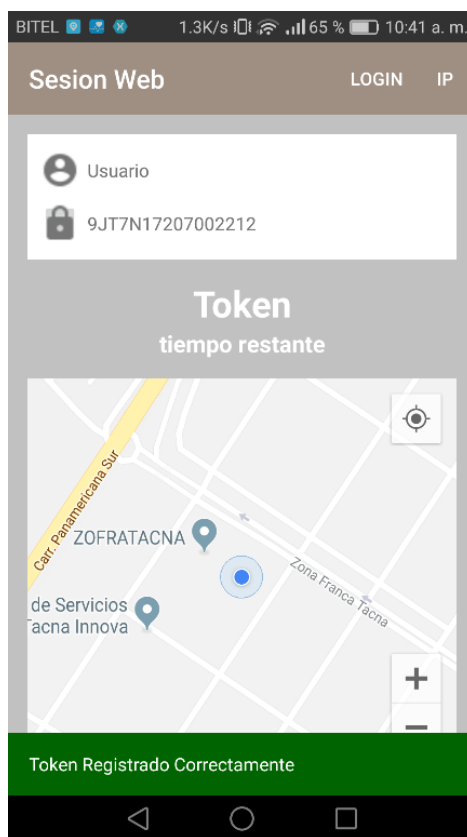 BITEL 1.3K/s 65 % 10:41 a. m.
Sesion Web LOGIN IP
Usuario
9JT7N17207002212
Token
tiempo restante
Carr. Panamericana Sur
ZOFRATACNA
Zona Franca Tacna
de Servicios
Tacna Innova
Token Registrado Correctamente